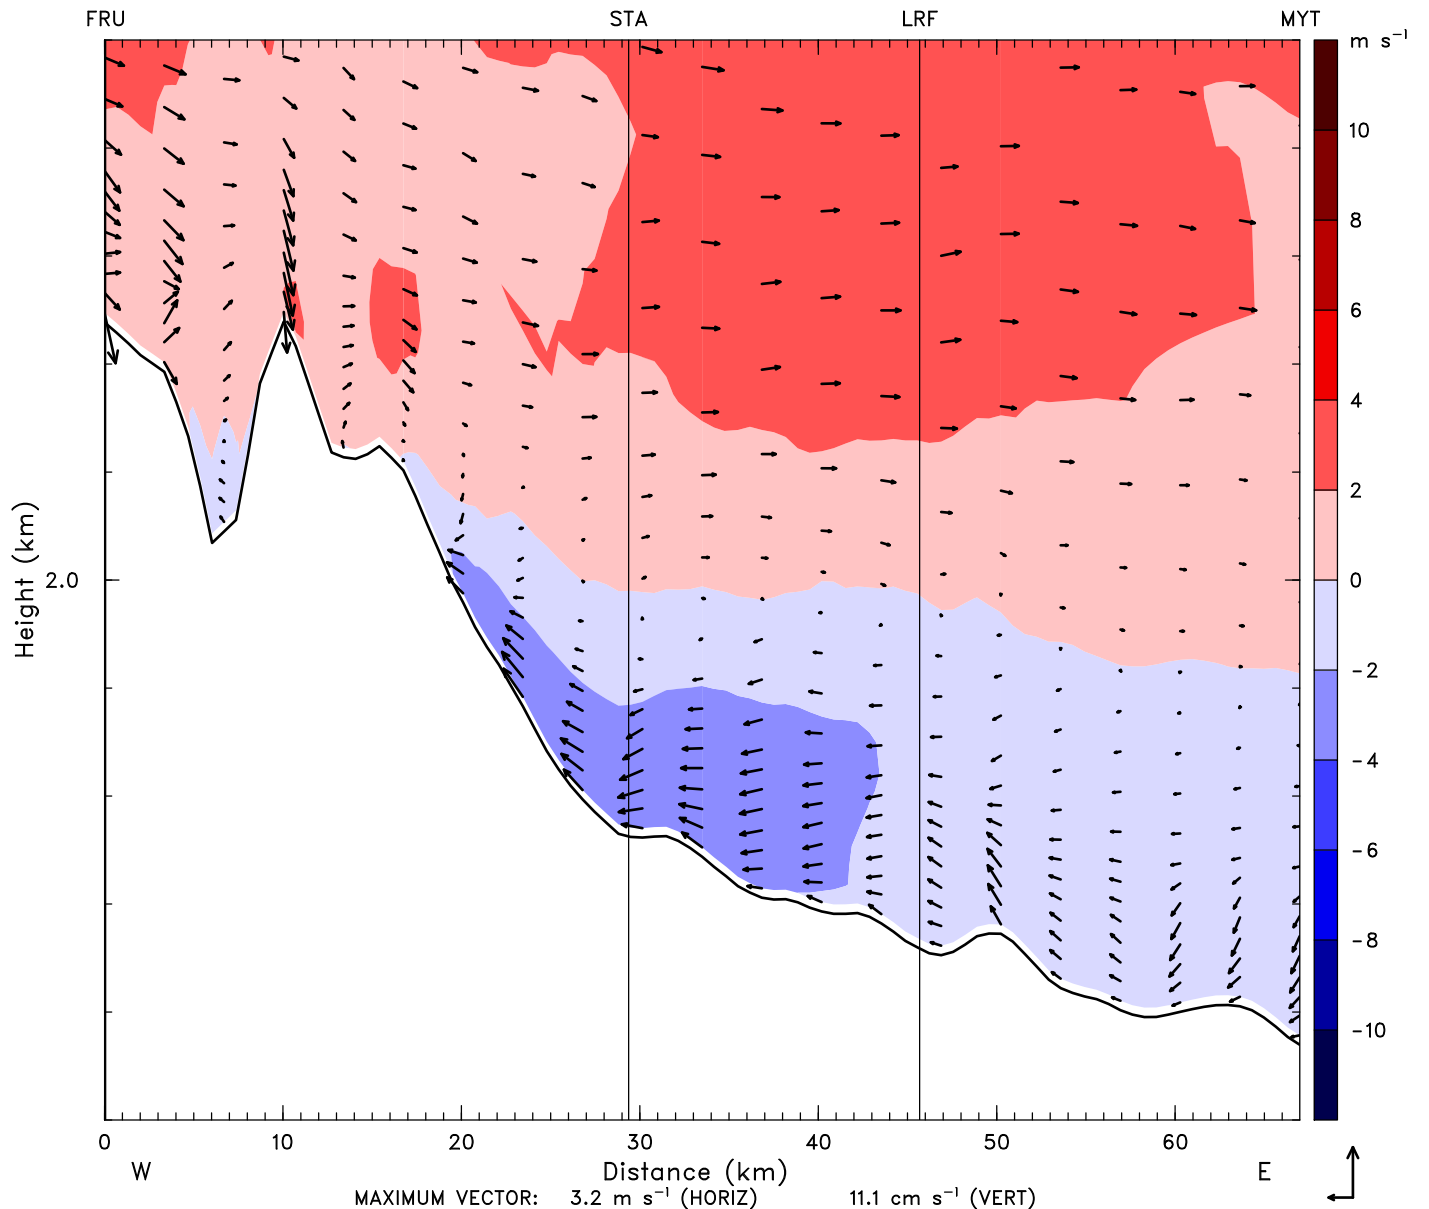 FRU STA LRF MYT
m s⁻¹
10
8
6
4
2
0
−2
−4
−6
−8
−10
Height (km)
2.0
0 10 20 30 40 50 60
W Distance (km) E
MAXIMUM VECTOR: 3.2 m s⁻¹ (HORIZ) 11.1 cm s⁻¹ (VERT)